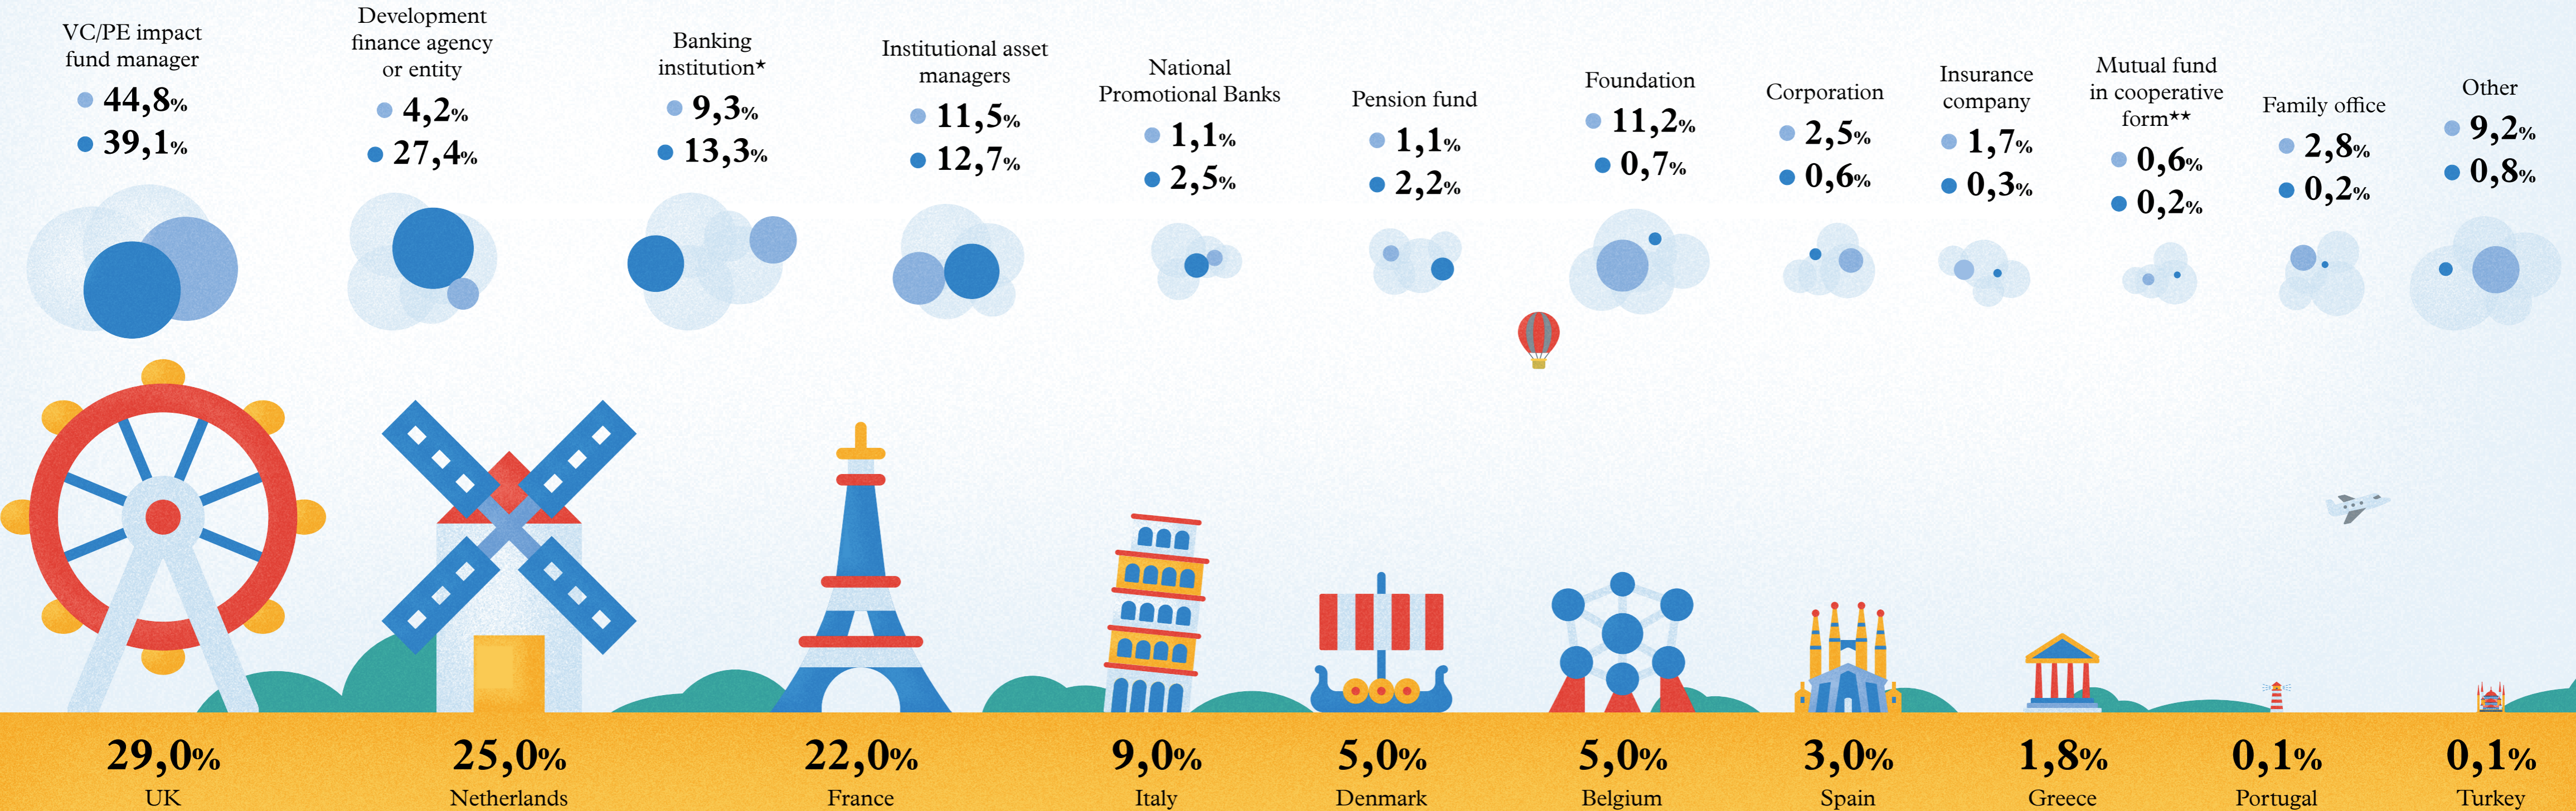 VC/PE impact
fund manager
44,8%
39,1%
Development
finance agency
or entity
4,2%
27,4%
Banking
institution★
9,3%
13,3%
Institutional asset
managers
11,5%
12,7%
National
Promotional Banks
1,1%
2,5%
Pension fund
1,1%
2,2%
Foundation
11,2%
0,7%
Corporation
2,5%
0,6%
Insurance
company
1,7%
0,3%
Mutual fund
in cooperative
form★★
0,6%
0,2%
Family office
2,8%
0,2%
Other
9,2%
0,8%
29,0%
UK
25,0%
Netherlands
22,0%
France
9,0%
Italy
5,0%
Denmark
5,0%
Belgium
3,0%
Spain
1,8%
Greece
0,1%
Portugal
0,1%
Turkey